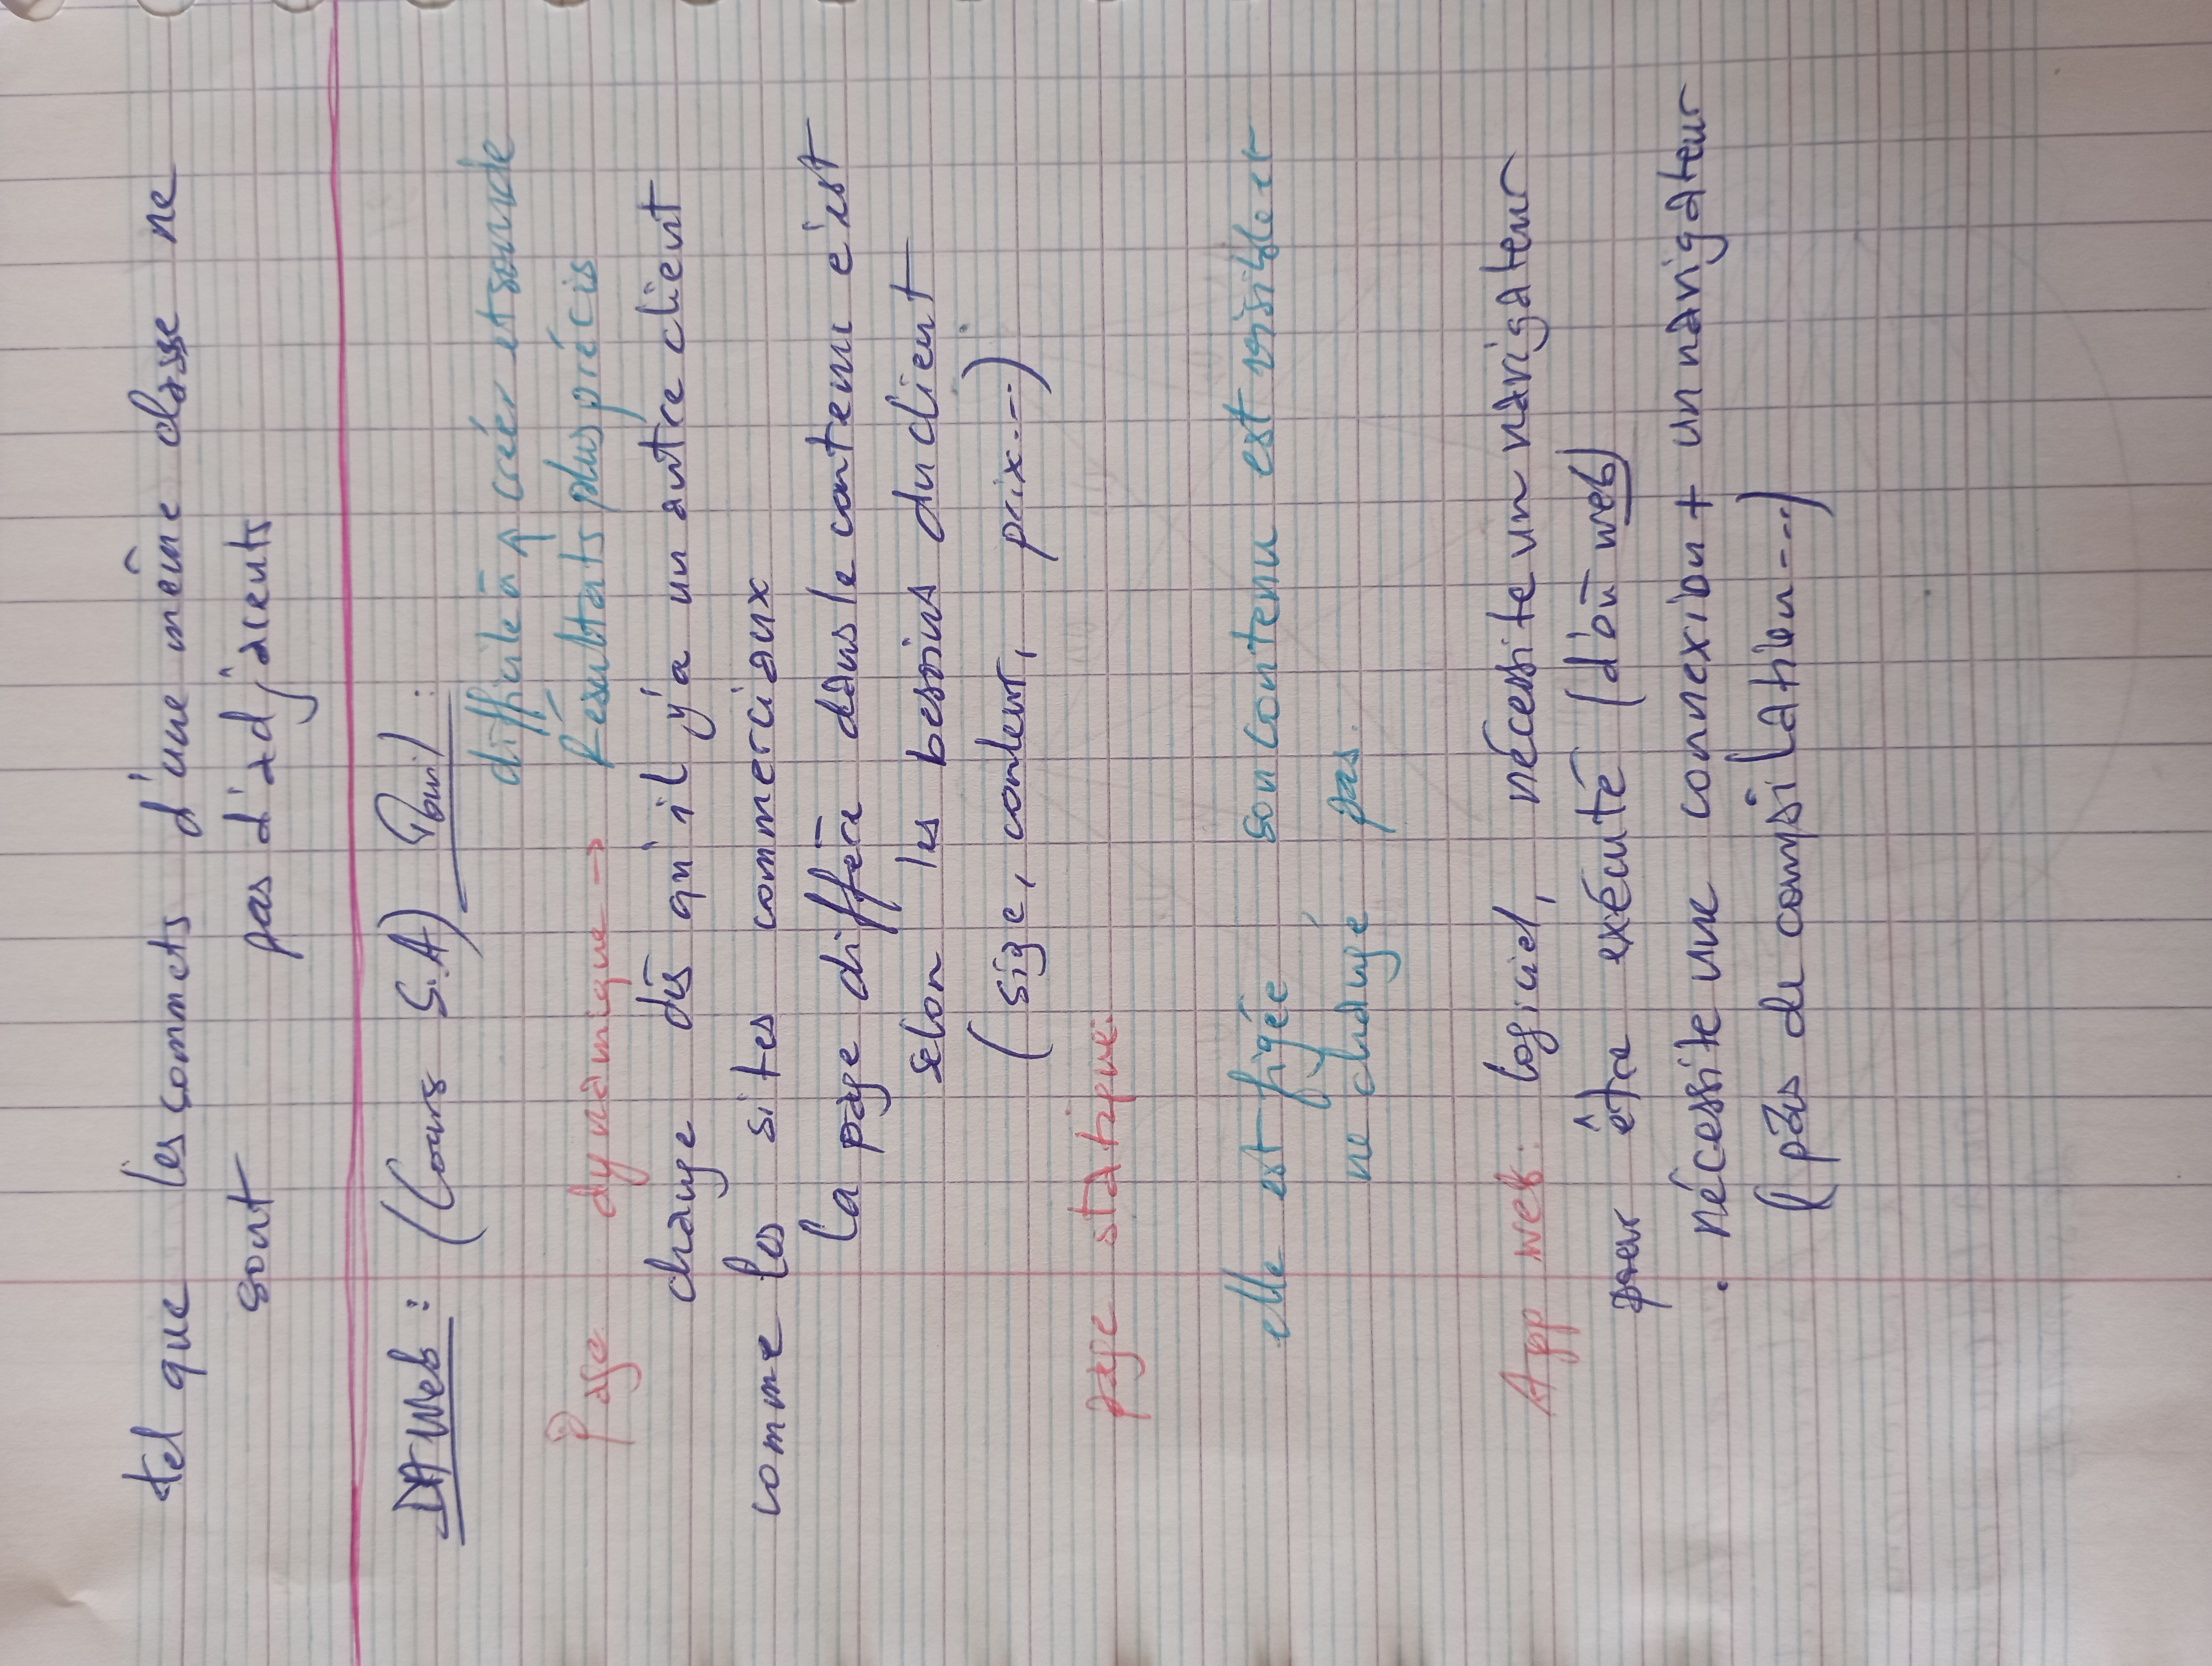 tel que les sommets d'une même classe ne
sont pas d'adjacents
DAWeb : (Cours S.A)
difficile à créer et
Page dynamique → Résultats plus précis
change dès qu'il y'a un autre client
comme les sites commerciaux
la page diffère dans le contenu c'est
selon les besoins du client
(size, couleur, prix...)
page statique:
elle est figée son contenu est visible et
ne change pas.
App web: logiciel, nécessite un navigateur
pour être exécuté (d'où web)
. nécessite une connexion + un navigateur
(pas de compilation...)